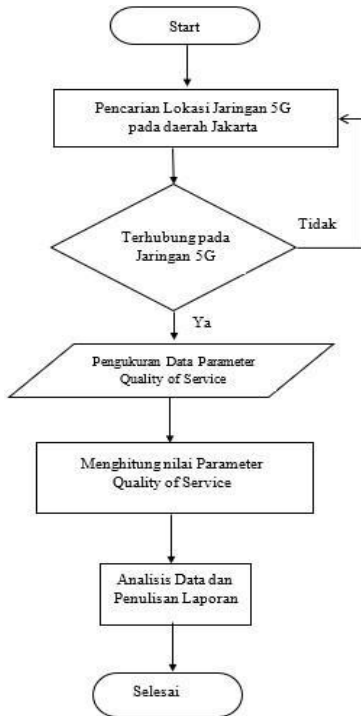 Start
Pencarian Lokasi Jaringan 5G
pada daerah Jakarta
Terhubung pada
Jaringan 5G
Tidak
Ya
Pengukuran Data Parameter
Quality of Service
Menghitung nilai Parameter
Quality of Service
Analisis Data dan
Penulisan Laporan
Selesai